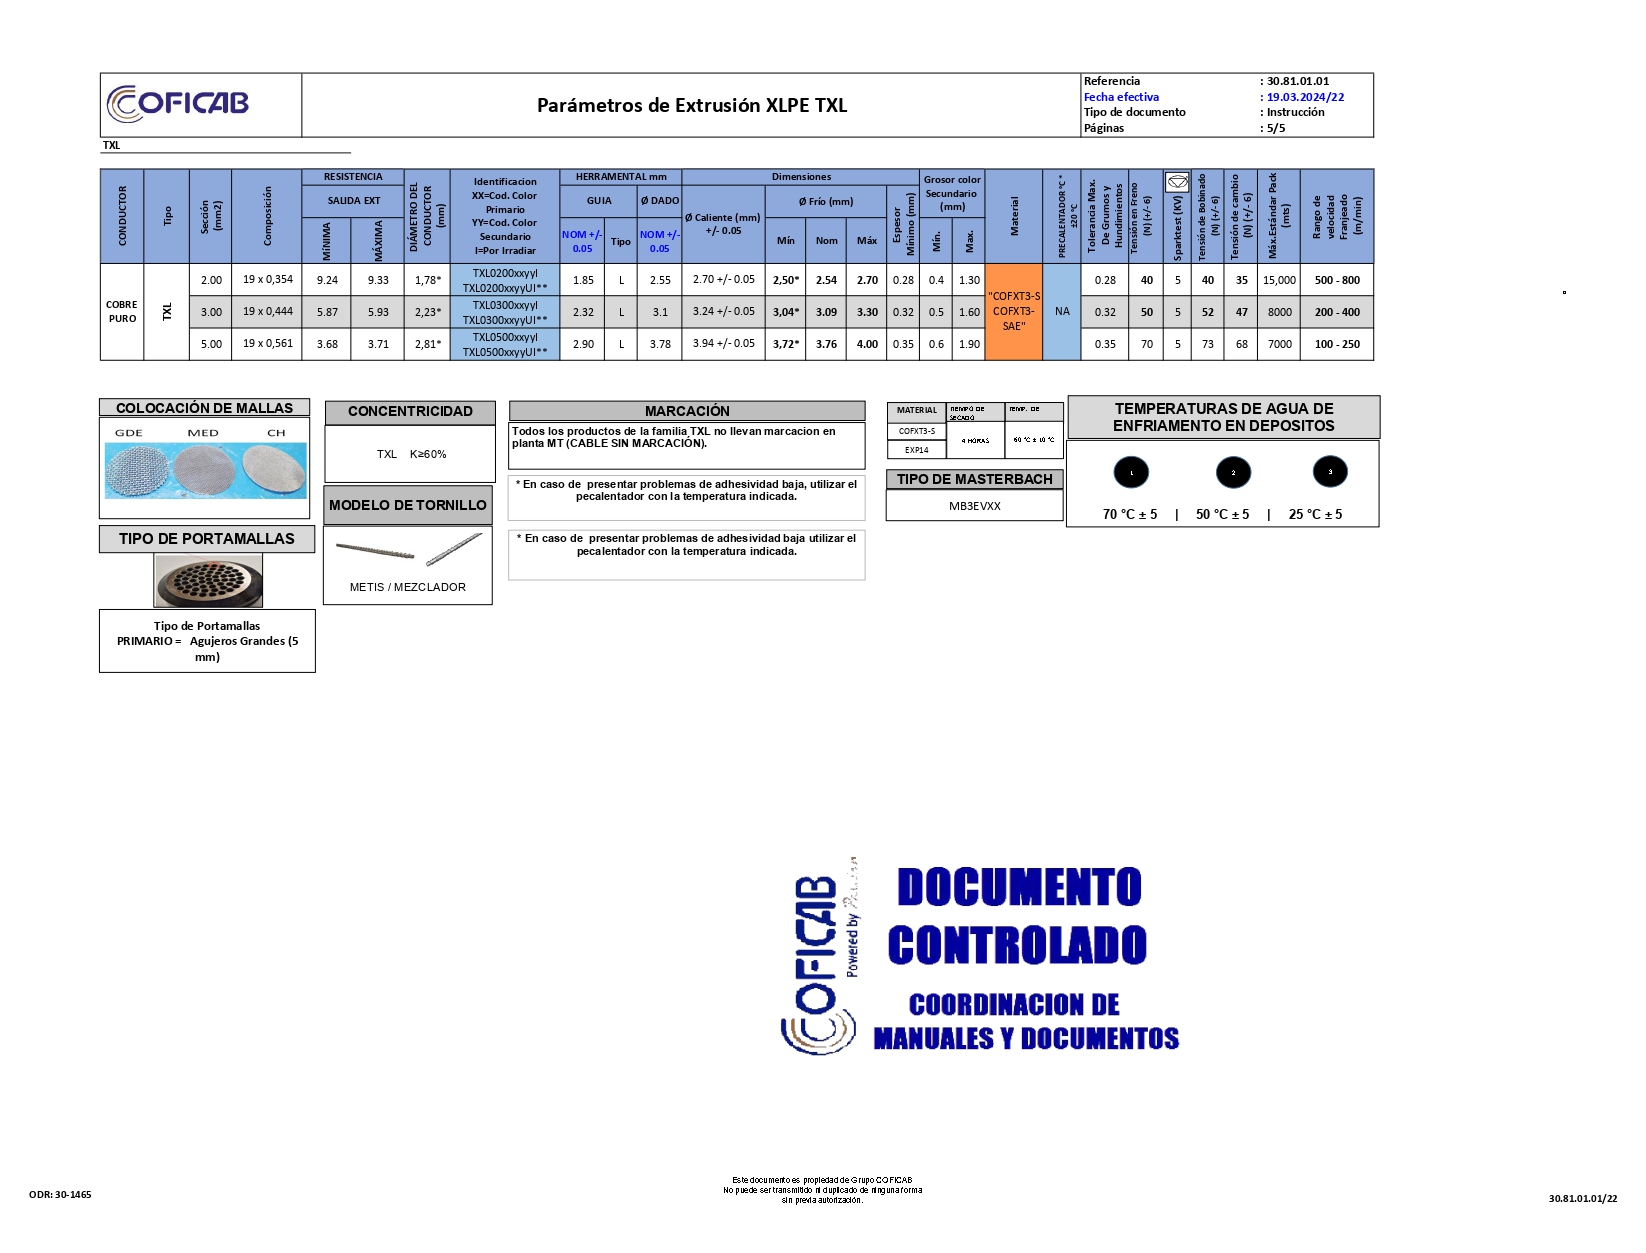 COFICAB
Parámetros de Extrusión XLPE TXL
Referencia : 30.81.01.01
Fecha efectiva : 19.03.2024/22
Tipo de documento : Instrucción
Páginas : 5/5
TXL
CONDUCTOR
Tipo
Sección (mm2)
Composición
RESISTENCIA
SALIDA EXT
MíNIMA
MÁXIMA
DIÁMETRO DEL CONDUCTOR (mm)
Identificacion
XX=Cod. Color
Primario
YY=Cod. Color
Secundario
I=Por Irradiar
HERRAMENTAL mm
GUIA
Ø DADO
NOM +/- 0.05
Tipo
NOM +/- 0.05
Dimensiones
Ø Caliente (mm)
+/- 0.05
Ø Frío (mm)
Mín Nom Máx
Espesor Mínimo (mm)
Grosor color
Secundario
(mm)
Mín.
Max.
Material
PRECALENTADOR °C * ±20 °C
Tolerancia Max. De Grumos y Hundimientos
Tensión en Freno (N) (+/- 6)
Sparktest (KV)
Tensión de Bobinado (N) (+/- 6)
Tensión de cambio (N) (+/- 6)
Máx.Estándar Pack (mts)
Rango de velocidad Franjeado (m/min)
COBRE PURO
TXL
2.00 19 x 0,354 9.24 9.33 1,78* TXL0200xxyyI TXL0200xxyyUI** 1.85 L 2.55 2.70 +/- 0.05 2,50* 2.54 2.70 0.28 0.4 1.30 0.28 40 5 40 35 15,000 500 - 800
3.00 19 x 0,444 5.87 5.93 2,23* TXL0300xxyyI TXL0300xxyyUI** 2.32 L 3.1 3.24 +/- 0.05 3,04* 3.09 3.30 0.32 0.5 1.60 0.32 50 5 52 47 8000 200 - 400
5.00 19 x 0,561 3.68 3.71 2,81* TXL0500xxyyI TXL0500xxyyUI** 2.90 L 3.78 3.94 +/- 0.05 3,72* 3.76 4.00 0.35 0.6 1.90 0.35 70 5 73 68 7000 100 - 250
"COFXT3-S
COFXT3-
SAE"
NA
COLOCACIÓN DE MALLAS
GDE MED CH
TIPO DE PORTAMALLAS
Tipo de Portamallas
PRIMARIO = Agujeros Grandes (5
mm)
CONCENTRICIDAD
TXL K≥60%
MODELO DE TORNILLO
METIS / MEZCLADOR
MARCACIÓN
Todos los productos de la familia TXL no llevan marcacion en
planta MT (CABLE SIN MARCACIÓN).
* En caso de presentar problemas de adhesividad baja, utilizar el
pecalentador con la temperatura indicada.
* En caso de presentar problemas de adhesividad baja utilizar el
pecalentador con la temperatura indicada.
MATERIAL
TIEMPO DE
SECADO
TEMP. DE
COFXT3-S
EXP14
4 HORAS
60 °C ± 10 °C
TIPO DE MASTERBACH
MB3EVXX
TEMPERATURAS DE AGUA DE
ENFRIAMIENTO EN DEPOSITOS
1 2 3
70 °C ± 5 | 50 °C ± 5 | 25 °C ± 5
COFICAB
Powered by
DOCUMENTO
CONTROLADO
COORDINACION DE
MANUALES Y DOCUMENTOS
ODR: 30-1465
Este documento es propiedad de Grupo COFICAB
No puede ser transmitido ni duplicado de ninguna forma
sin previa autorización.
30.81.01.01/22